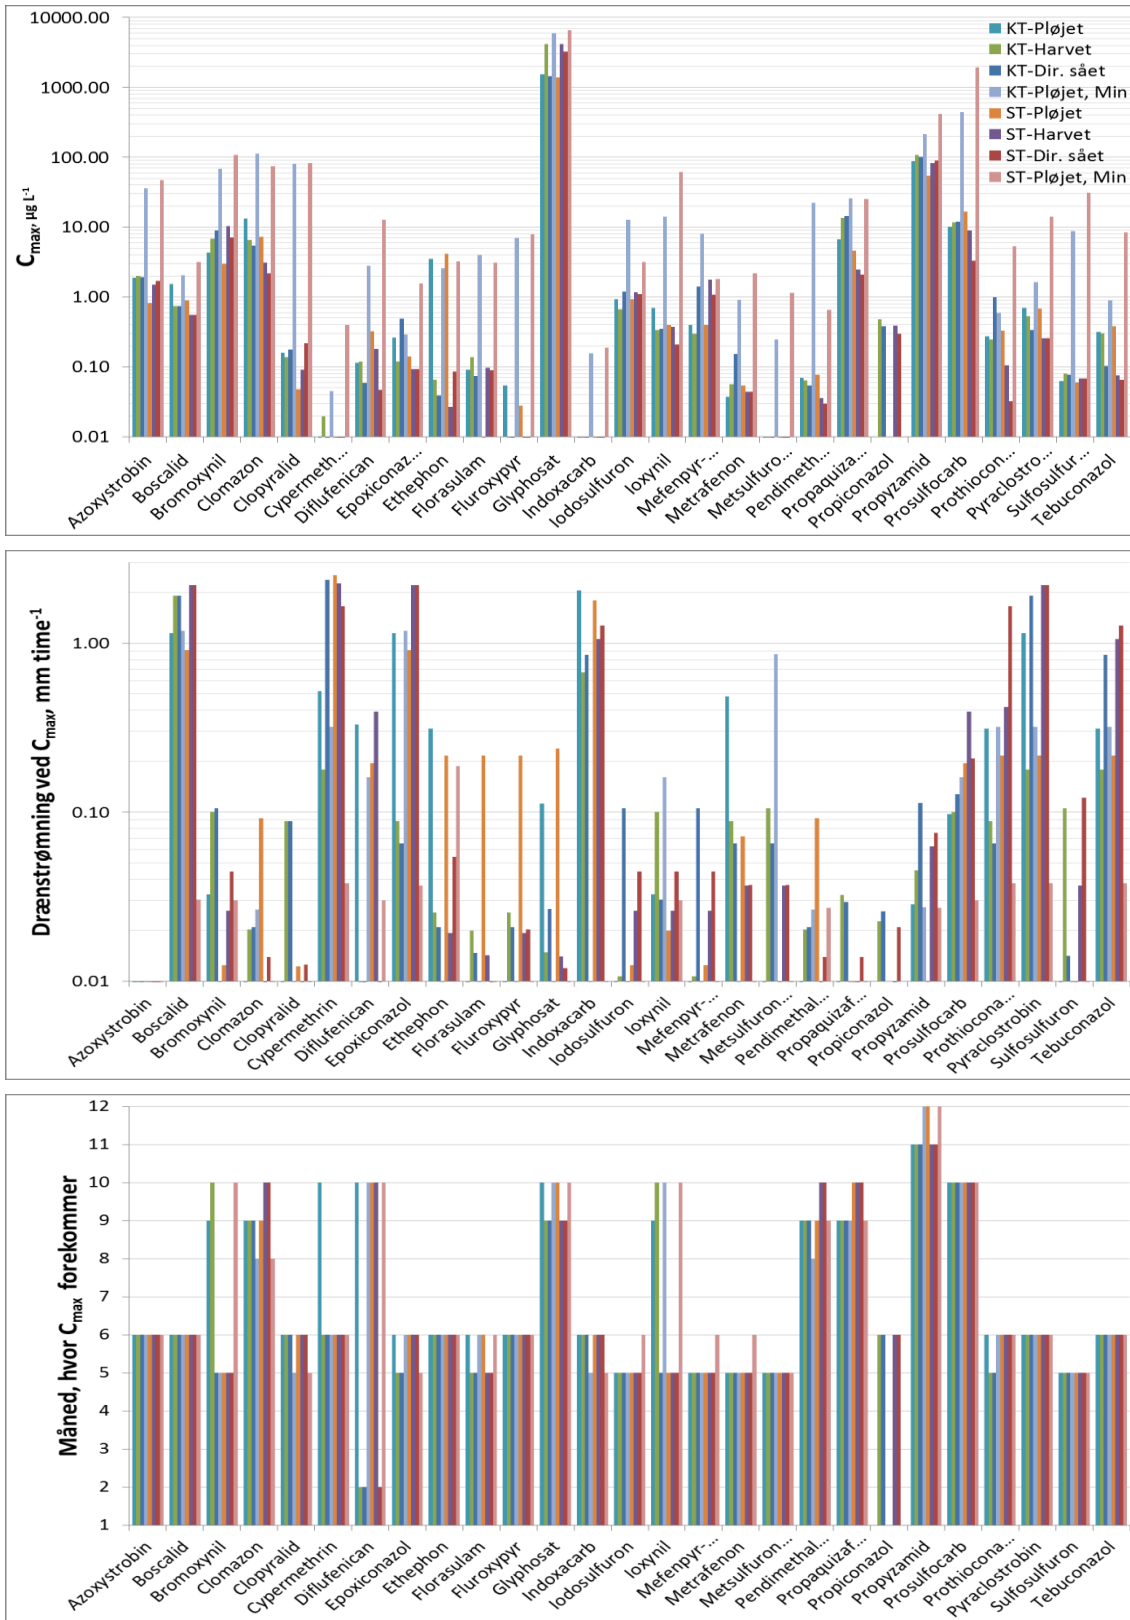 10000.00
1000.00
100.00
10.00
1.00
0.10
0.01
Cmax, µg L-1
KT-Pløjet
KT-Harvet
KT-Dir. sået
KT-Pløjet, Min
ST-Pløjet
ST-Harvet
ST-Dir. sået
ST-Pløjet, Min
Azoxystrobin
Boscalid
Bromoxynil
Clomazon
Clopyralid
Cypermeth...
Diflufenican
Epoxiconaz...
Ethephon
Florasulam
Fluroxypyr
Glyphosat
Indoxacarb
Iodosulfuron
Ioxynil
Mefenpyr-...
Metrafenon
Metsulfuro...
Pendimeth...
Propaquiza...
Propiconazol
Propyzamid
Prosulfocarb
Prothiocon...
Pyraclostro...
Sulfosulfur...
Tebuconazol
Drænstrømning ved Cmax, mm time-1
1.00
0.10
0.01
Azoxystrobin
Boscalid
Bromoxynil
Clomazon
Clopyralid
Cypermethrin
Diflufenican
Epoxiconazol
Ethephon
Florasulam
Fluroxypyr
Glyphosat
Indoxacarb
Iodosulfuron
Ioxynil
Mefenpyr-...
Metrafenon
Metsulfuron...
Pendimethal...
Propaquizaf...
Propiconazol
Propyzamid
Prosulfocarb
Prothiocona...
Pyraclostrobin
Sulfosulfuron
Tebuconazol
Måned, hvor Cmax forekommer
12
11
10
9
8
7
6
5
4
3
2
1
Azoxystrobin
Boscalid
Bromoxynil
Clomazon
Clopyralid
Cypermethrin
Diflufenican
Epoxiconazol
Ethephon
Florasulam
Fluroxypyr
Glyphosat
Indoxacarb
Iodosulfuron
Ioxynil
Mefenpyr-...
Metrafenon
Metsulfuron...
Pendimethal...
Propaquizaf...
Propiconazol
Propyzamid
Prosulfocarb
Prothiocona...
Pyraclostrobin
Sulfosulfuron
Tebuconazol